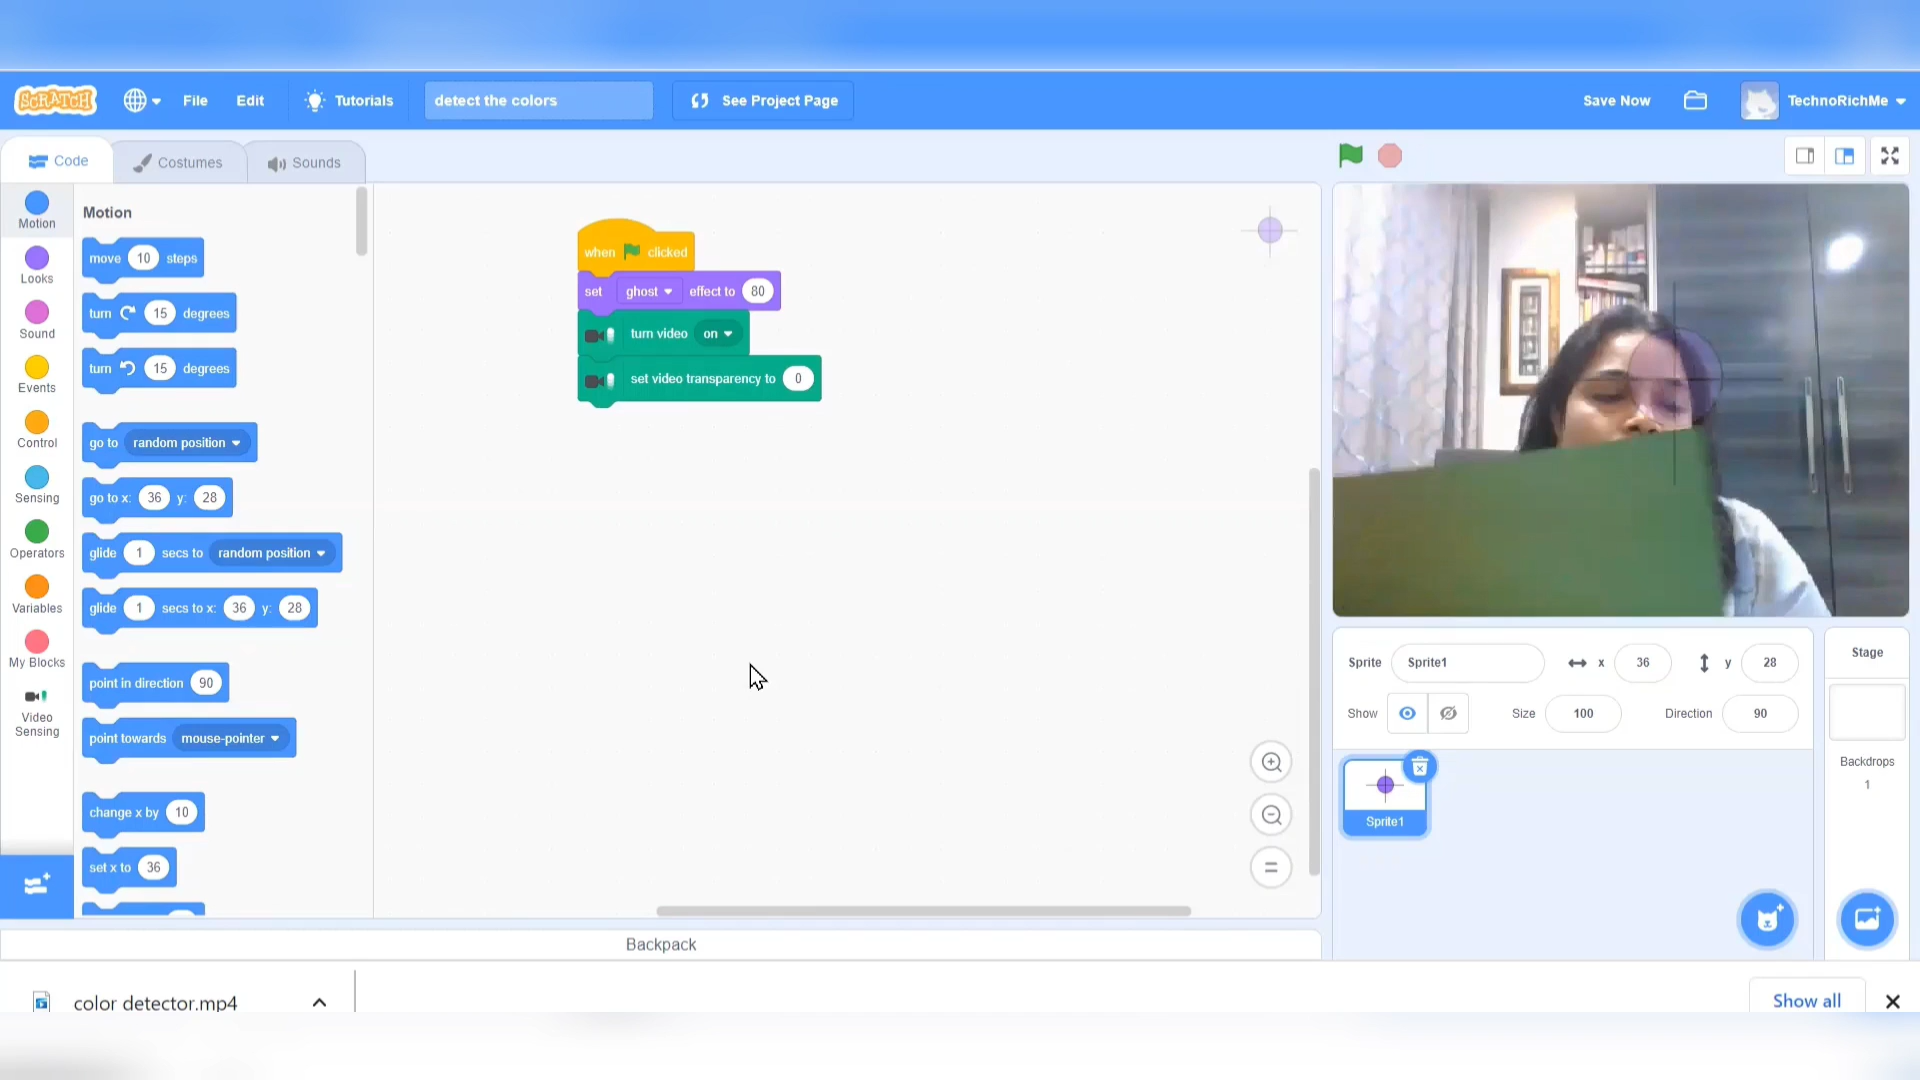 SCRATCH File Edit Tutorials detect the colors See Project Page Save Now TechnoRichMe
Code Costumes Sounds
Motion
Looks
Sound
Events
Control
Sensing
Operators
Variables
My Blocks
Video
Sensing
Motion
move 10 steps
turn 15 degrees
turn 15 degrees
go to random position
go to x: 36 y: 28
glide 1 secs to random position
glide 1 secs to x: 36 y: 28
point in direction 90
point towards mouse-pointer
change x by 10
set x to 36
when clicked
set ghost effect to 80
turn video on
set video transparency to 0
Sprite Sprite1 x 36 y 28
Show Size 100 Direction 90
Sprite1
Stage
Backdrops
1
Backpack
color detector.mp4 Show all